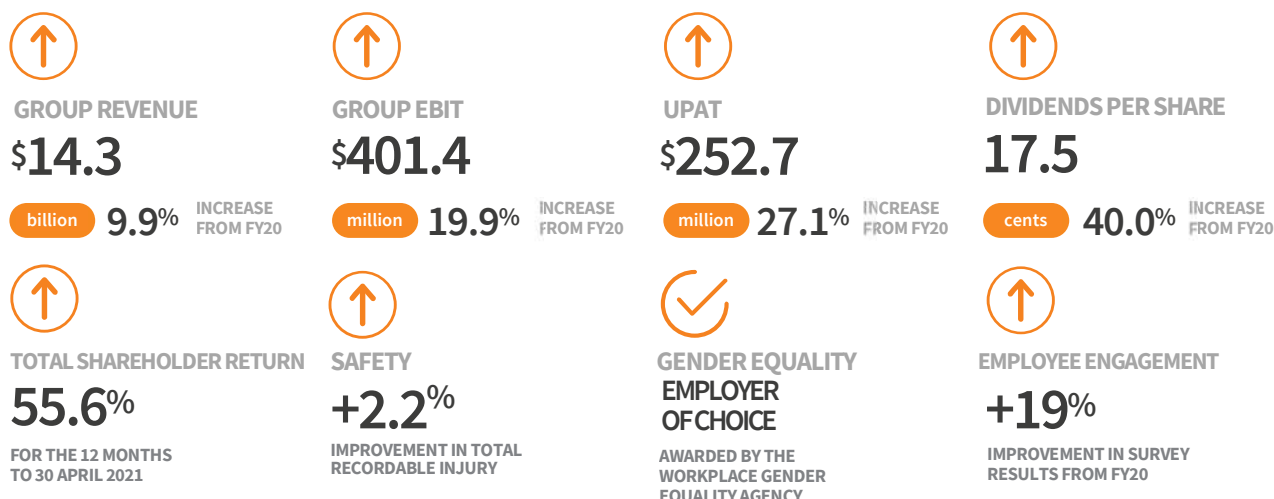 GROUP REVENUE
$14.3
billion 9.9% INCREASE
FROM FY20
GROUP EBIT
$401.4
million 19.9% INCREASE
FROM FY20
UPAT
$252.7
million 27.1% INCREASE
FROM FY20
DIVIDENDS PER SHARE
17.5
cents 40.0% INCREASE
FROM FY20
TOTAL SHAREHOLDER RETURN
55.6%
FOR THE 12 MONTHS
TO 30 APRIL 2021
SAFETY
+2.2%
IMPROVEMENT IN TOTAL
RECORDABLE INJURY
GENDER EQUALITY
EMPLOYER
OF CHOICE
AWARDED BY THE
WORKPLACE GENDER
EQUALITY AGENCY
EMPLOYEE ENGAGEMENT
+19%
IMPROVEMENT IN SURVEY
RESULTS FROM FY20